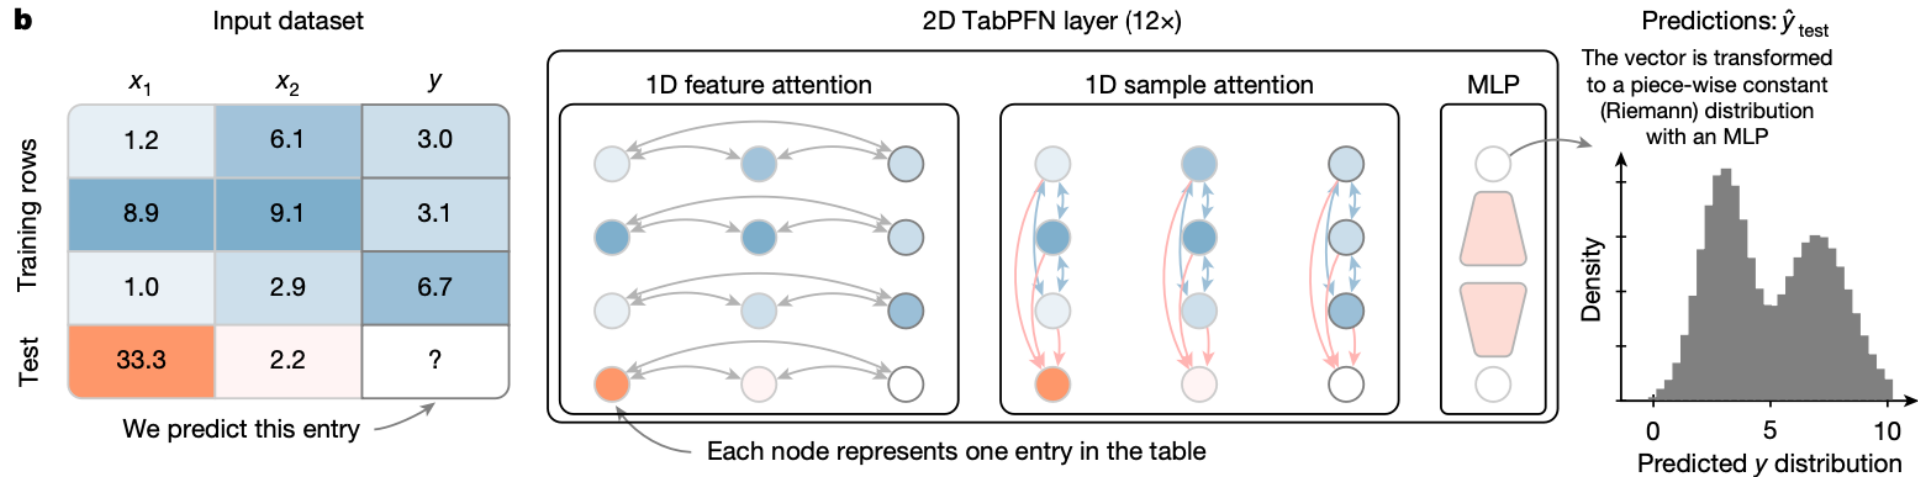 b
Input dataset
x1 x2 y
Training rows
1.2 6.1 3.0
8.9 9.1 3.1
1.0 2.9 6.7
Test
33.3 2.2 ?
We predict this entry
2D TabPFN layer (12×)
1D feature attention
1D sample attention
MLP
Each node represents one entry in the table
Predictions: ŷ test
The vector is transformed
to a piece-wise constant
(Riemann) distribution
with an MLP
Density
0 5 10
Predicted y distribution